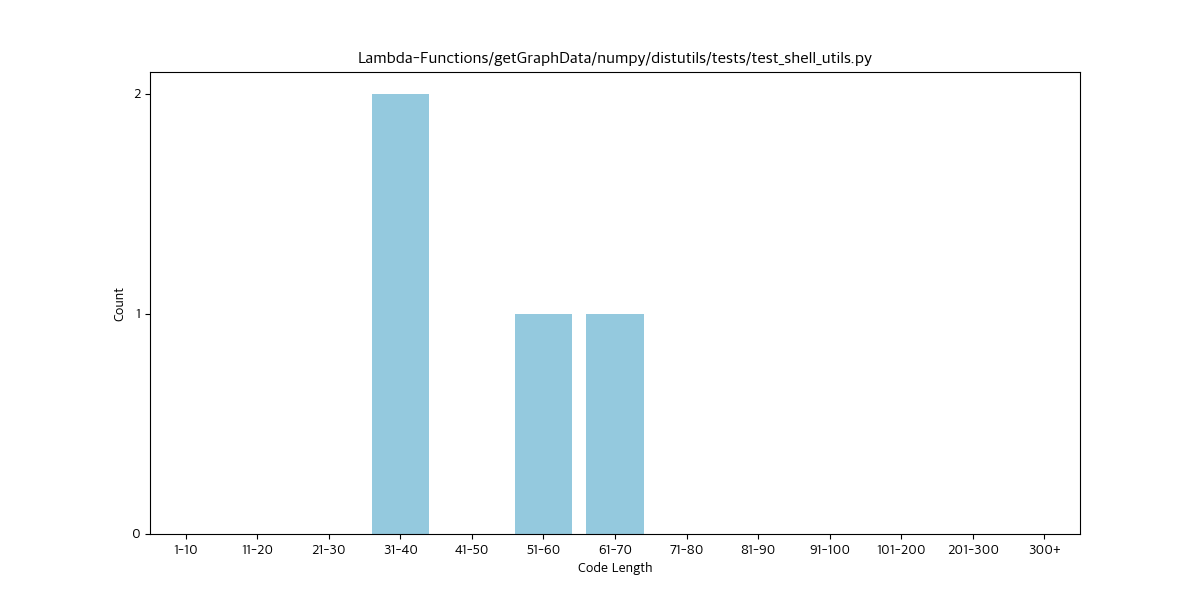 Lambda-Functions/getGraphData/numpy/distutils/tests/test_shell_utils.py
2
1
0
Count
1-10 11-20 21-30 31-40 41-50 51-60 61-70 71-80 81-90 91-100 101-200 201-300 300+
Code Length